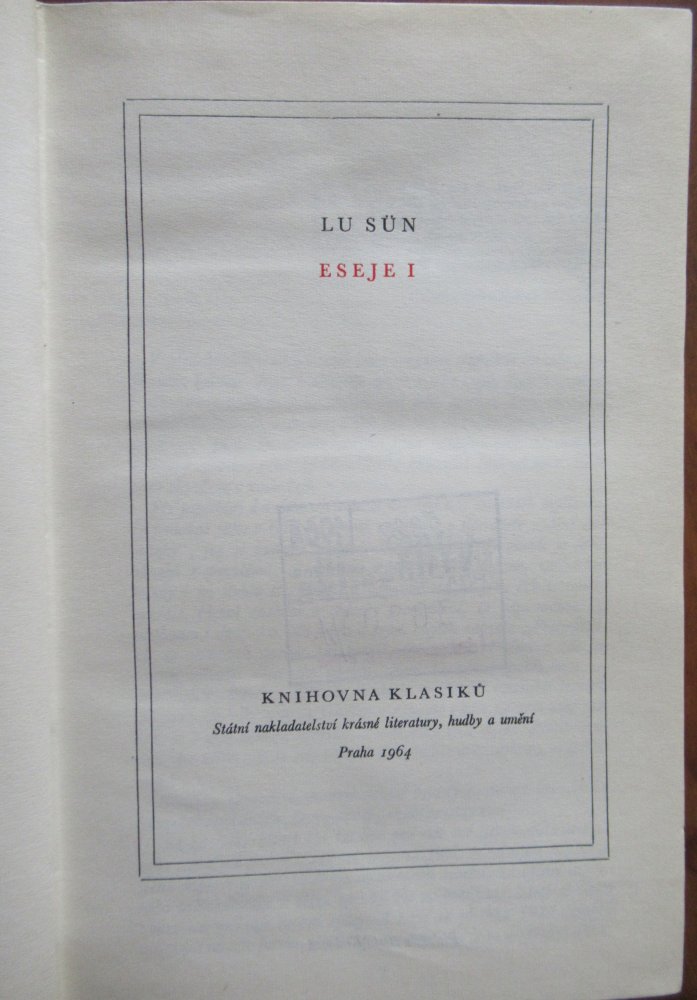 LU SÜN
ESEJE I
KNIHOVNA KLASIKŮ
Státní nakladatelství krásné literatury, hudby a umění
Praha 1964